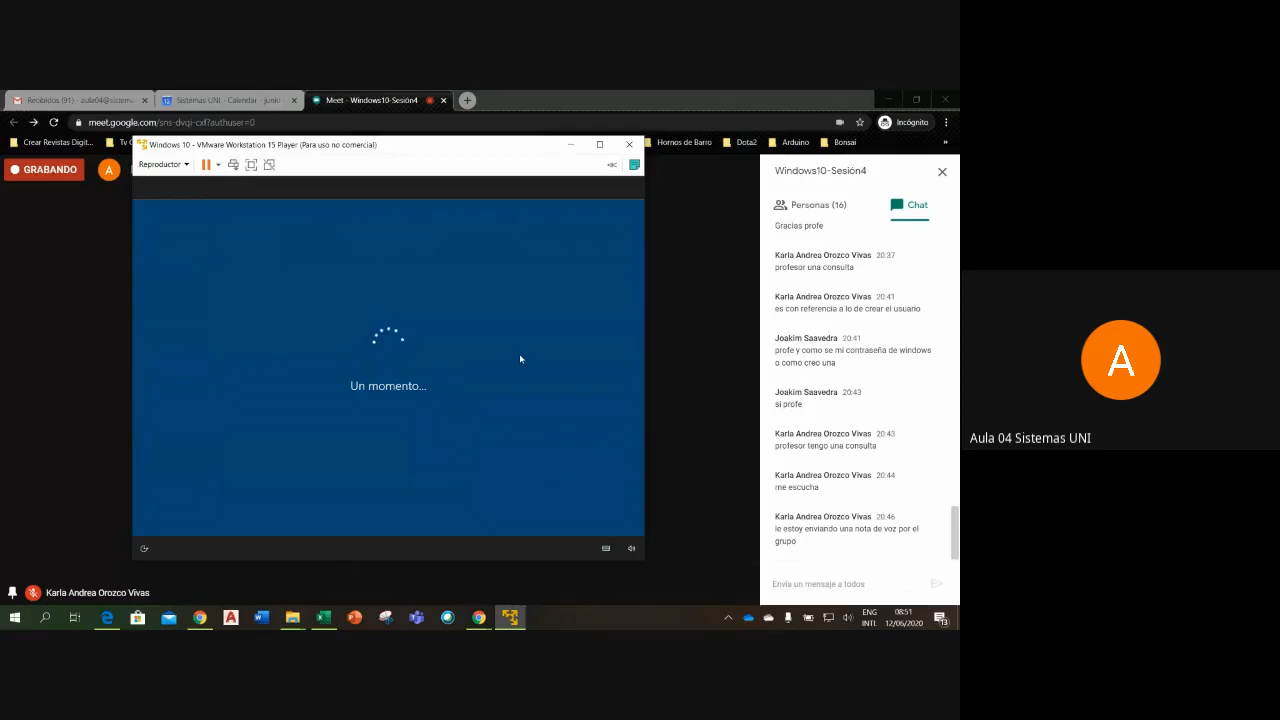 Recibidos (91) - aula04@sistema
Sistemas UNI - Calendar - junio
Meet - Windows10-Sesión4
meet.google.com/sns-dvqi-cxf?authuser=0
Incógnito
Crear Revistas Digit...
Hornos de Barro
Dota2
Arduino
Bonsai
»
Windows 10 - VMware Workstation 15 Player (Para uso no comercial)
Reproductor
GRABANDO
A
Un momento...
Windows10-Sesión4
Personas (16)
Chat
Gracias profe
Karla Andrea Orozco Vivas 20:37
profesor una consulta
Karla Andrea Orozco Vivas 20:41
es con referencia a lo de crear el usuario
Joakim Saavedra 20:41
profe y como se mi contraseña de windows
o como creo una
Joakim Saavedra 20:43
si profe
Karla Andrea Orozco Vivas 20:43
profesor tengo una consulta
Karla Andrea Orozco Vivas 20:44
me escucha
Karla Andrea Orozco Vivas 20:46
le estoy enviando una nota de voz por el
grupo
Envía un mensaje a todos
Karla Andrea Orozco Vivas
ENG
INTL
08:51
12/06/2020
A
Aula 04 Sistemas UNI